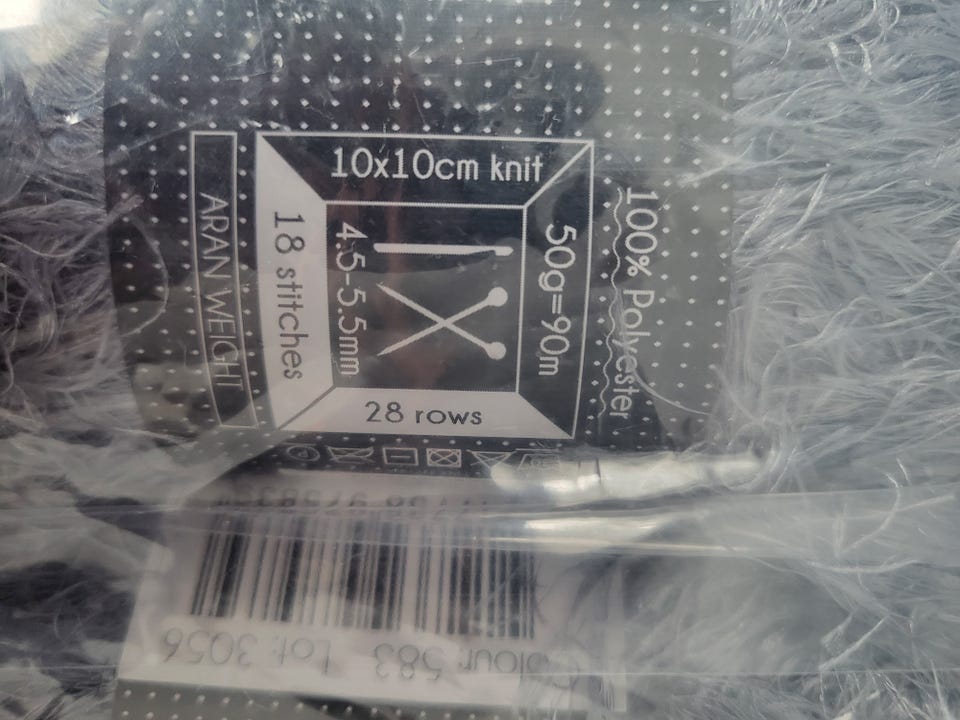 100% Polyester
10x10cm knit
50g=90m
4.5-5.5mm
18 stitches
28 rows
ARAN WEIGHT
Colour: 583 Lot: 3056